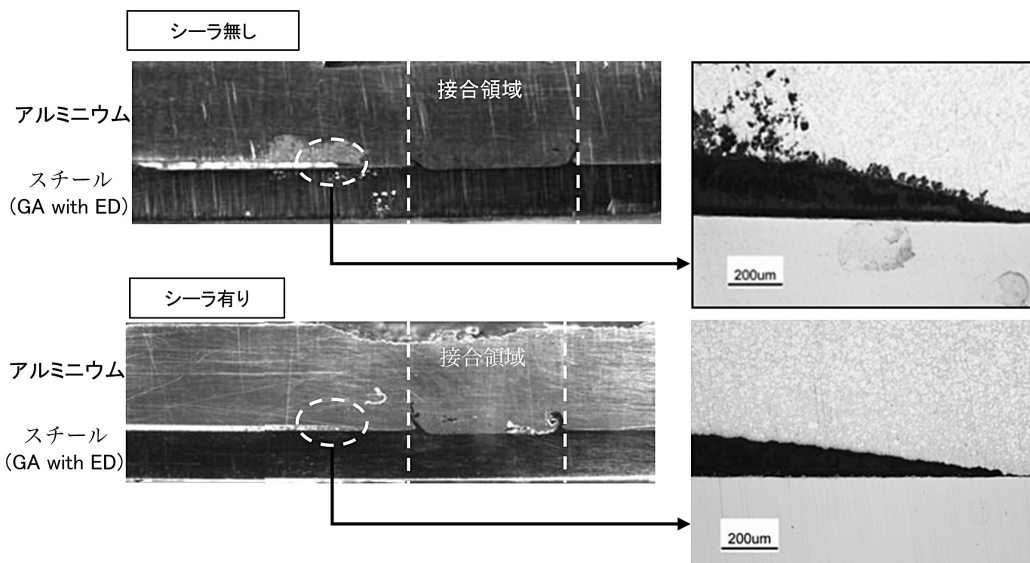 シーラ無し
接合領域
アルミニウム
スチール
(GA with ED)
200um
シーラ有り
接合領域
アルミニウム
スチール
(GA with ED)
200um